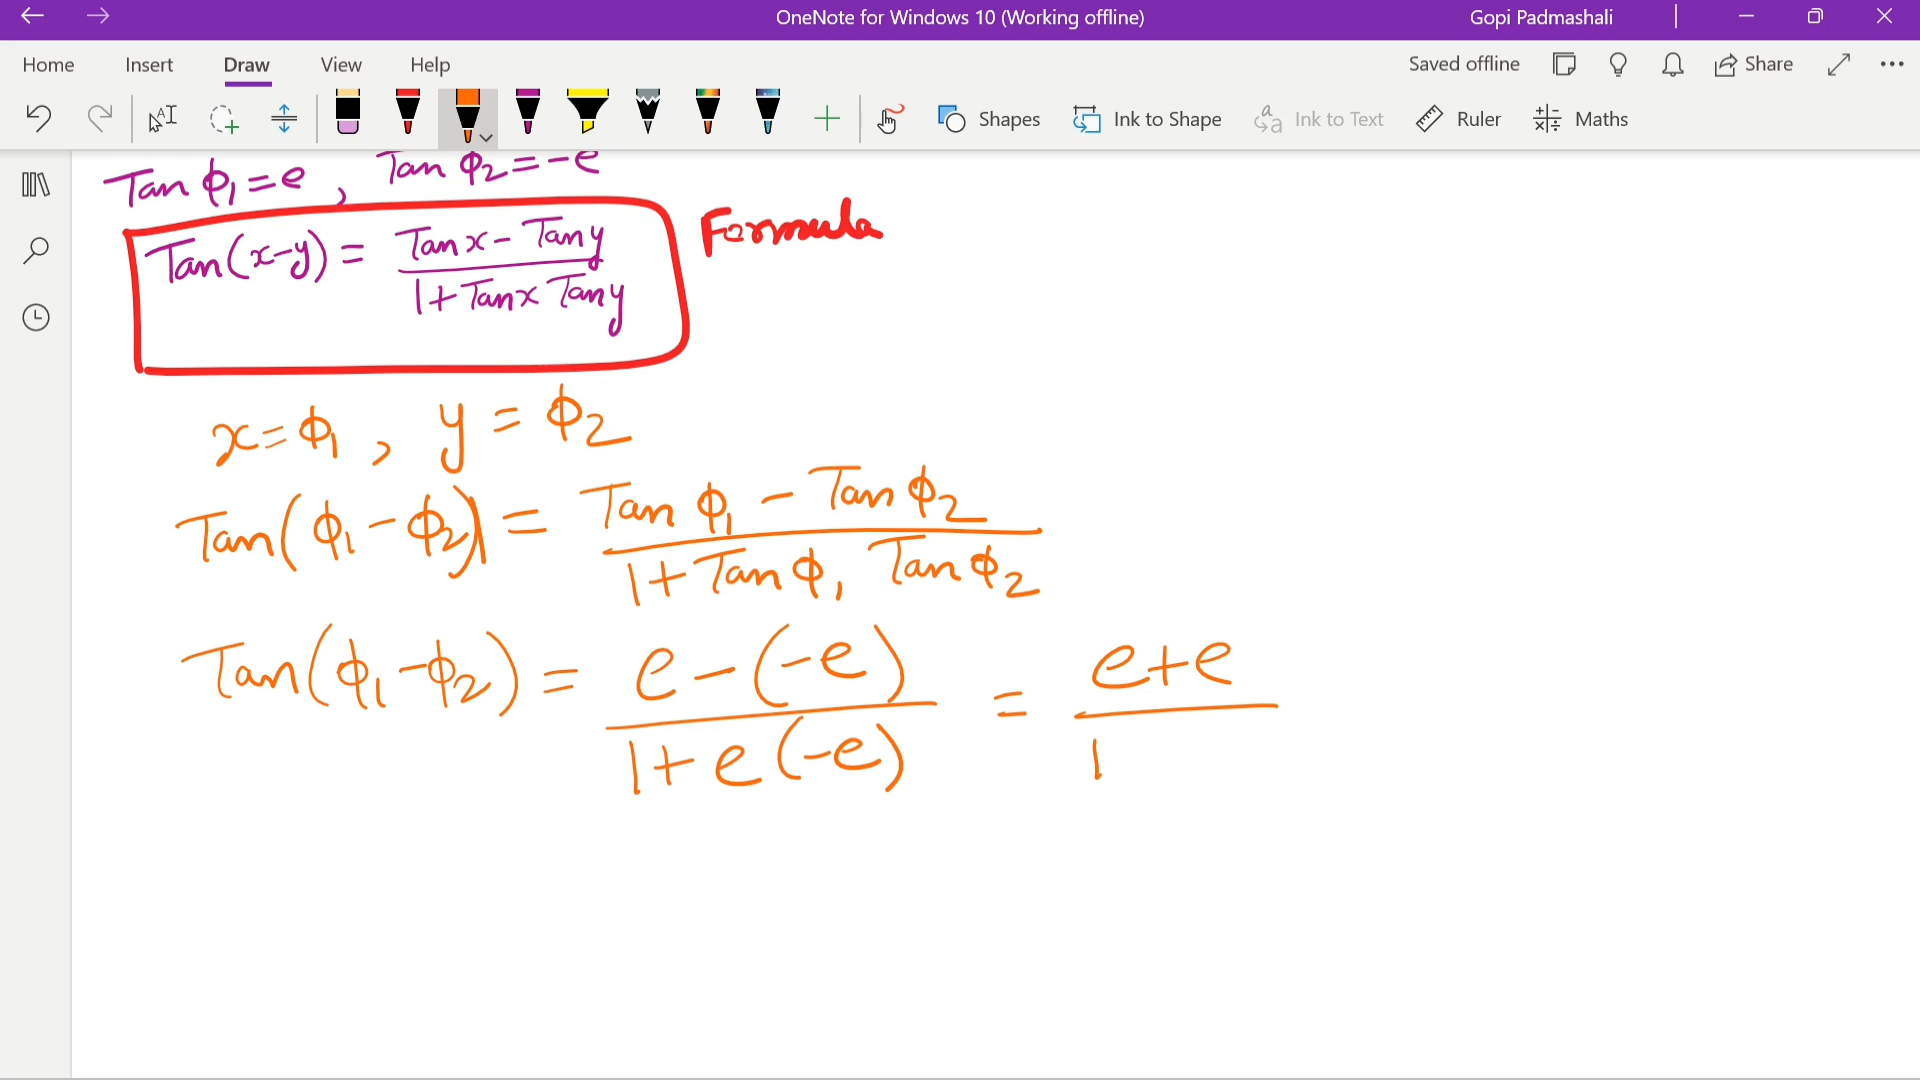 OneNote for Windows 10 (Working offline)
Gopi Padmashali
Home Insert Draw View Help
Saved offline Share
Shapes Ink to Shape Ink to Text Ruler Maths
Tan ϕ₁ = e , Tan ϕ₂ = -e
Tan(x-y) = (Tan x - Tan y) / (1 + Tan x Tan y)
Formula
x = ϕ₁ , y = ϕ₂
Tan(ϕ₁ - ϕ₂) = (Tan ϕ₁ - Tan ϕ₂) / (1 + Tan ϕ₁ Tan ϕ₂)
Tan(ϕ₁ - ϕ₂) = (e - (-e)) / (1 + e(-e)) = (e + e) / 1